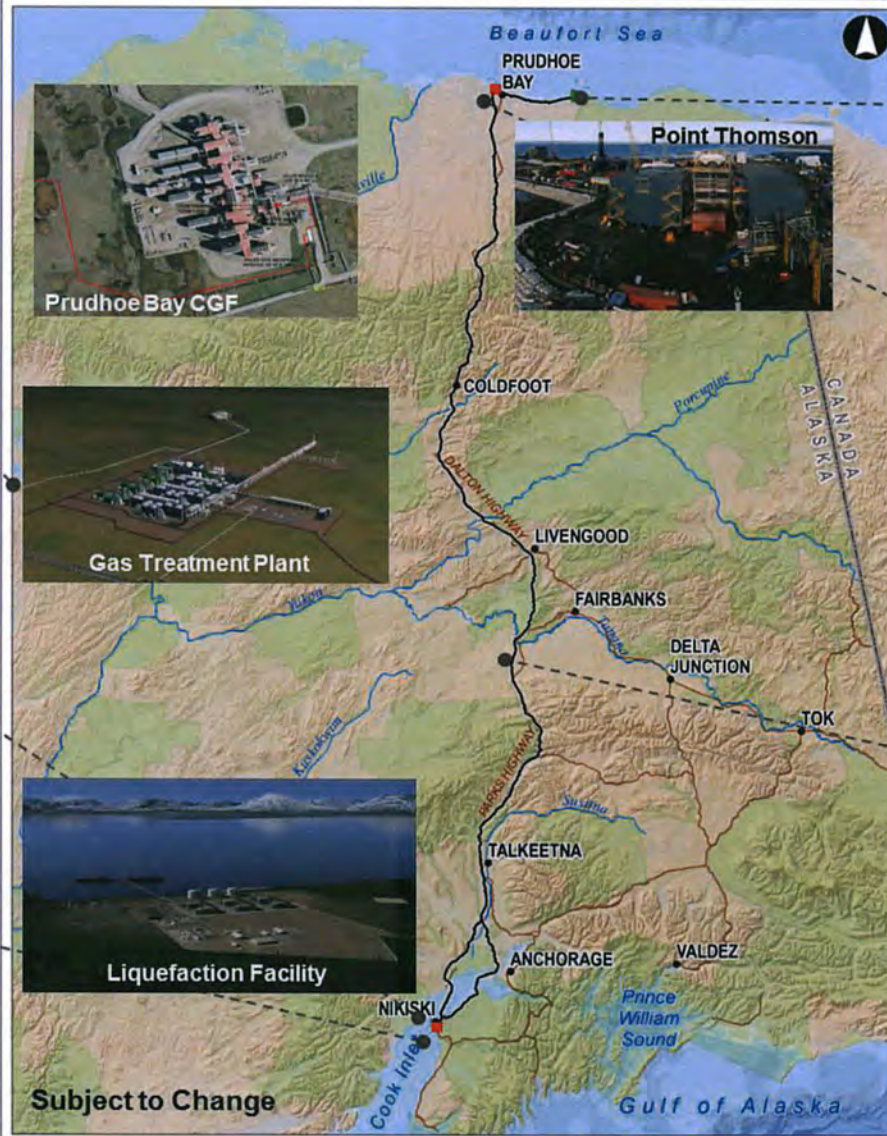 Beaufort Sea
PRUDHOE
BAY
Point Thomson
ville
Prudhoe Bay CGF
COLDFOOT
Porcupine
CANADA
ALASKA
DALTON HIGHWAY
Gas Treatment Plant
LIVENGOOD
Yukon
FAIRBANKS
Tanana
DELTA
JUNCTION
TOK
Kuskokwim
PARKS HIGHWAY
Susitna
TALKEETNA
Liquefaction Facility
ANCHORAGE
VALDEZ
NIKISKI
Prince
William
Sound
Cook Inlet
Subject to Change
Gulf of Alaska